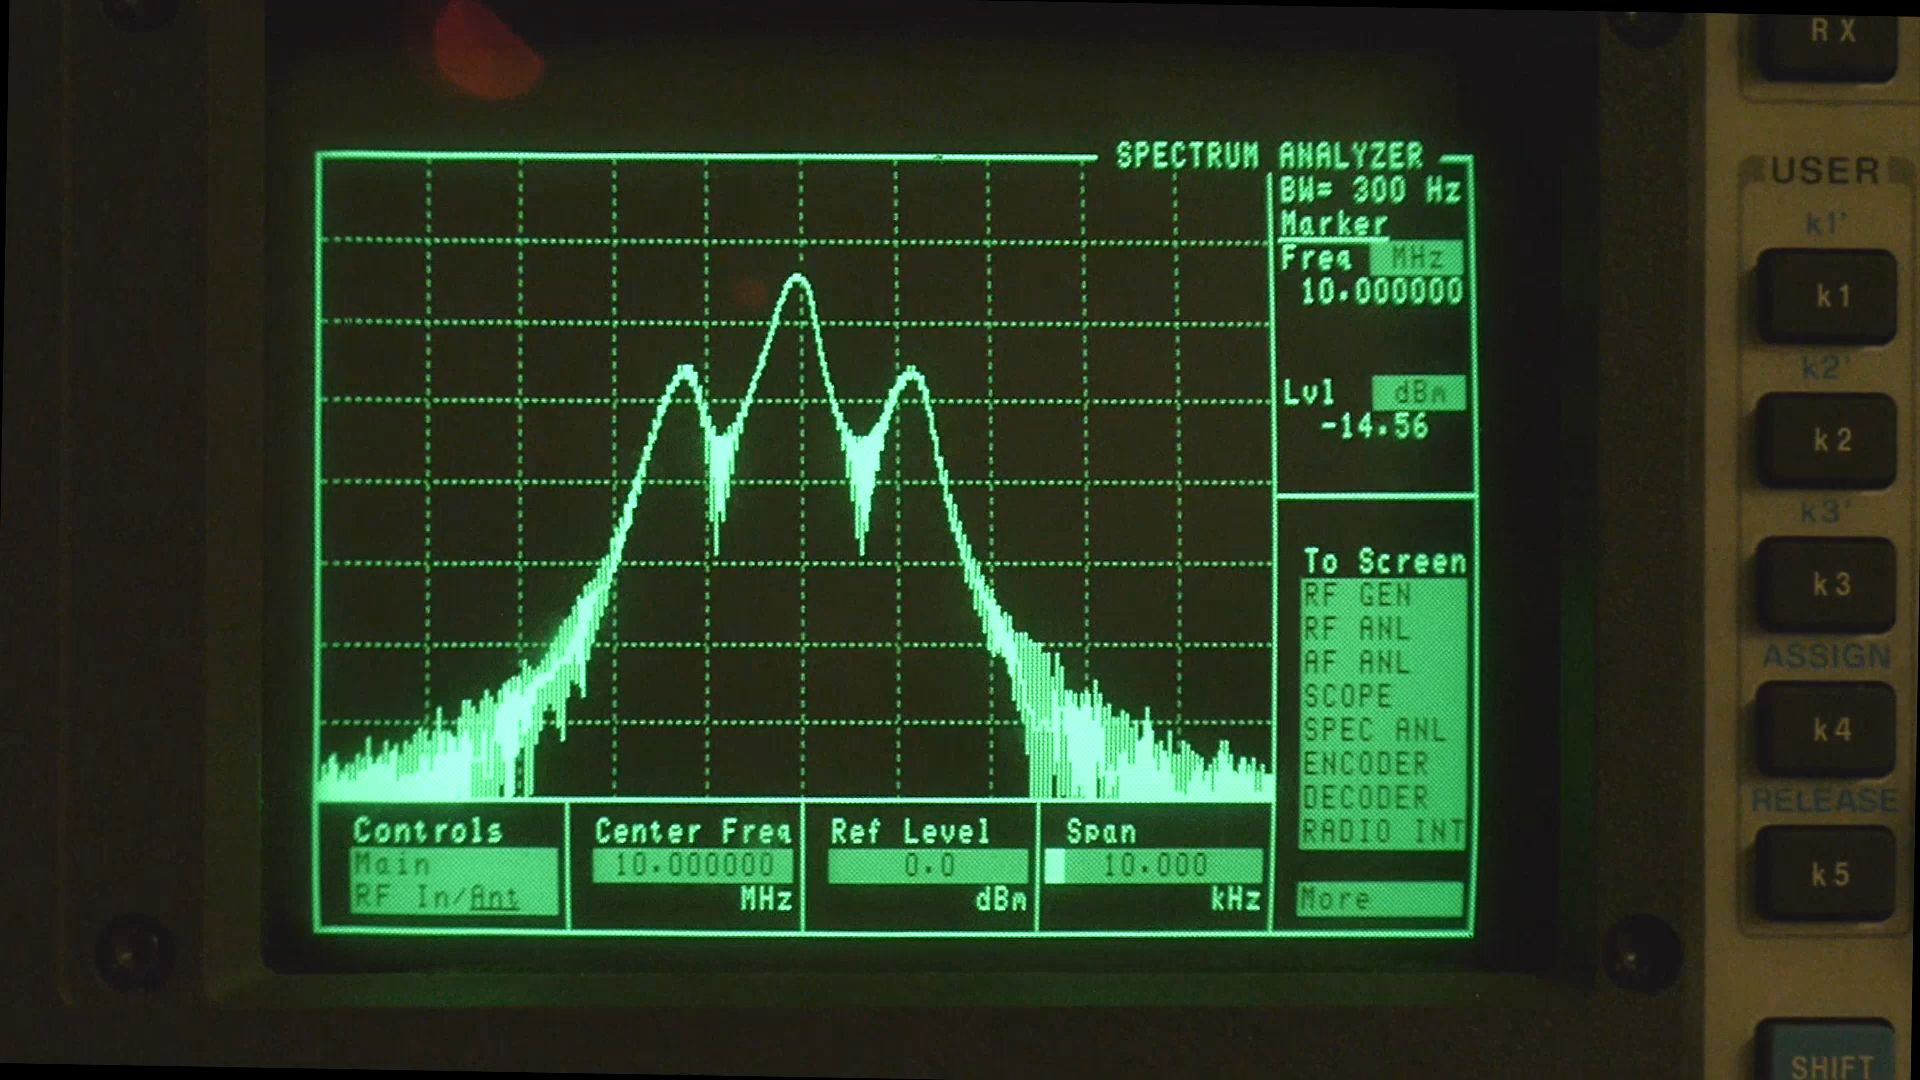 SPECTRUM ANALYZER
BW= 300 Hz
Marker
Freq MHz
10.000000
Lvl dBm
-14.56
To Screen
RF GEN
RF ANL
AF ANL
SCOPE
SPEC ANL
ENCODER
DECODER
RADIO INT
More
Controls
Main
RF In/Ant
Center Freq
10.000000
MHz
Ref Level
0.0
dBm
Span
10.000
kHz
RX
USER
k1'
k1
k2'
k2
k3'
k3
ASSIGN
k4
RELEASE
k5
SHIFT